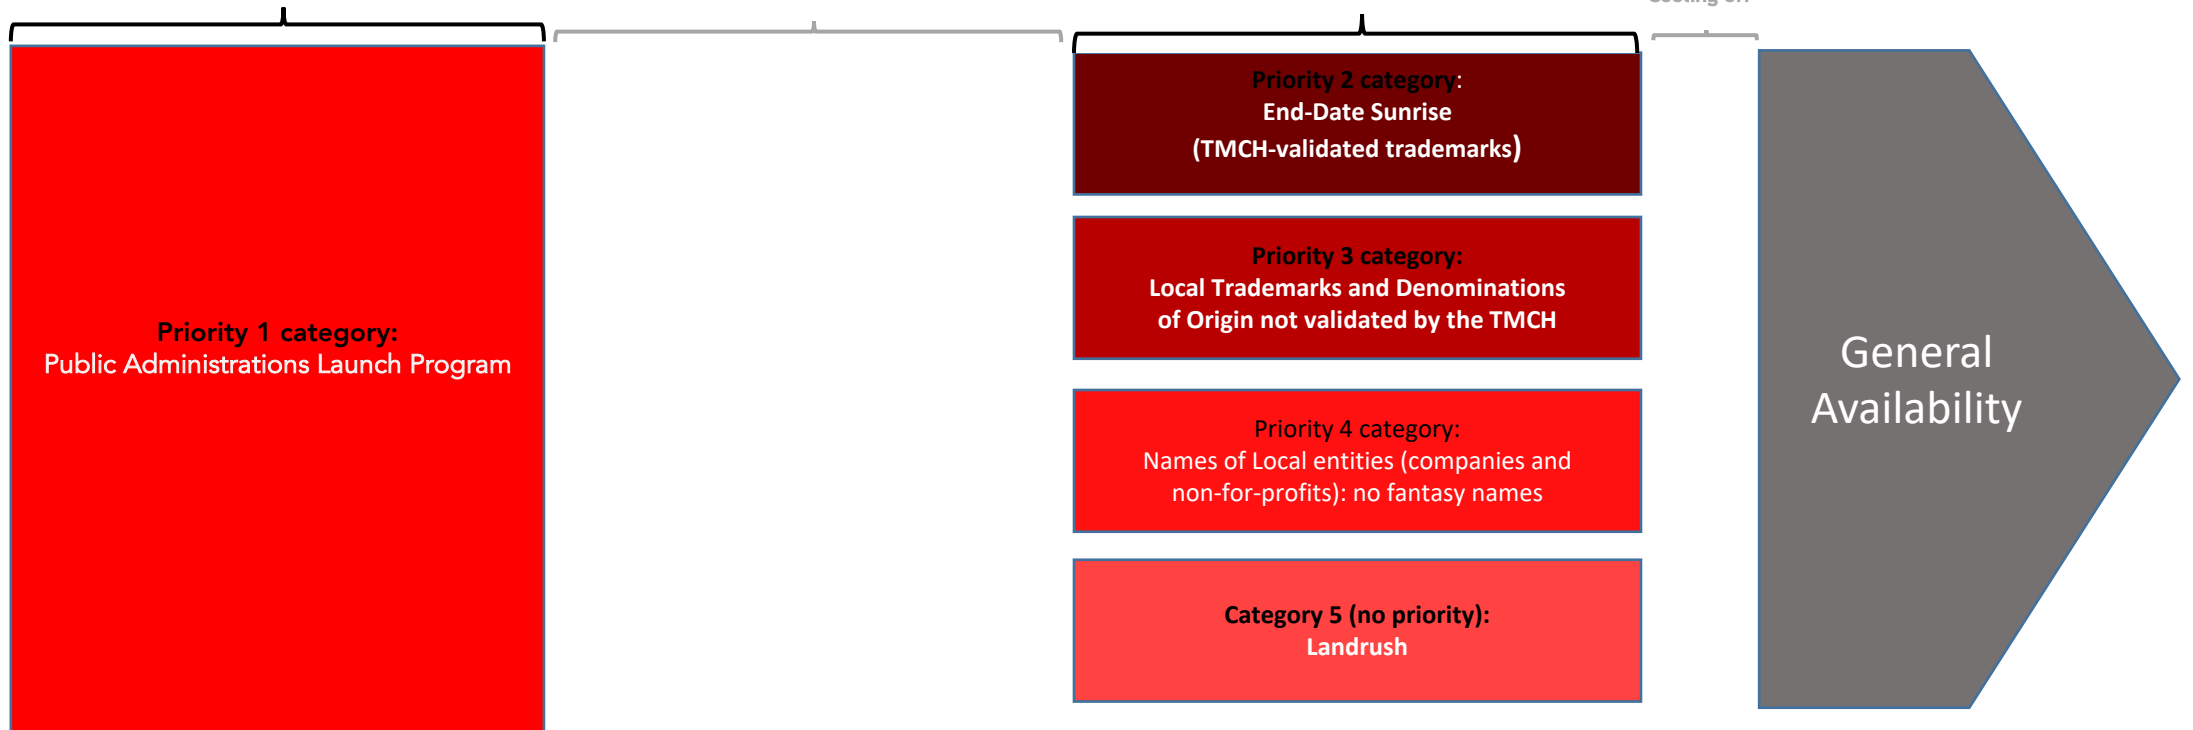 Priority 1 category:
Public Administrations Launch Program
Priority 2 category:
End-Date Sunrise
(TMCH-validated trademarks)
Priority 3 category:
Local Trademarks and Denominations
of Origin not validated by the TMCH
Priority 4 category:
Names of Local entities (companies and
non-for-profits): no fantasy names
Category 5 (no priority):
Landrush
General
Availability